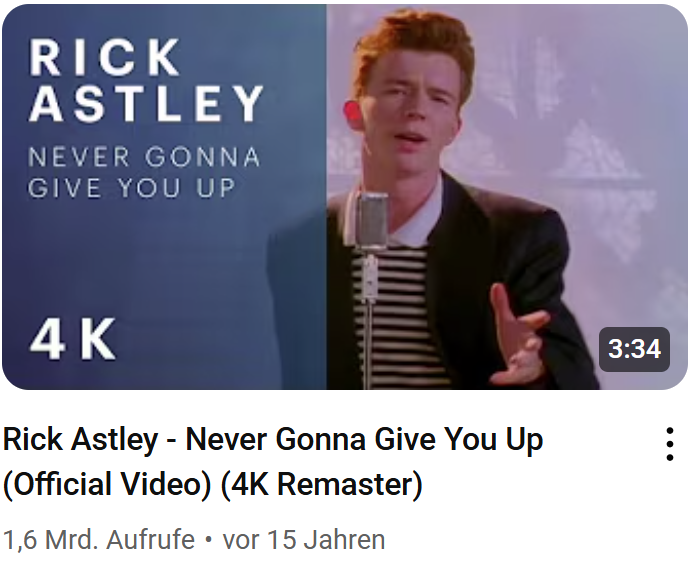 RICK
ASTLEY
NEVER GONNA
GIVE YOU UP
4K
3:34
Rick Astley - Never Gonna Give You Up
(Official Video) (4K Remaster)
1,6 Mrd. Aufrufe • vor 15 Jahren